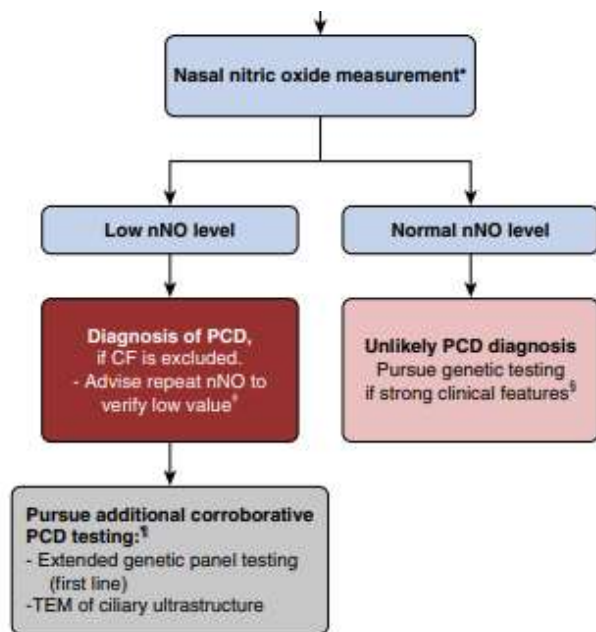 Nasal nitric oxide measurement*
Low nNO level
Normal nNO level
Diagnosis of PCD,
if CF is excluded.
- Advise repeat nNO to
verify low value†
Unlikely PCD diagnosis
Pursue genetic testing
if strong clinical features§
Pursue additional corroborative
PCD testing:¶
- Extended genetic panel testing
(first line)
-TEM of ciliary ultrastructure